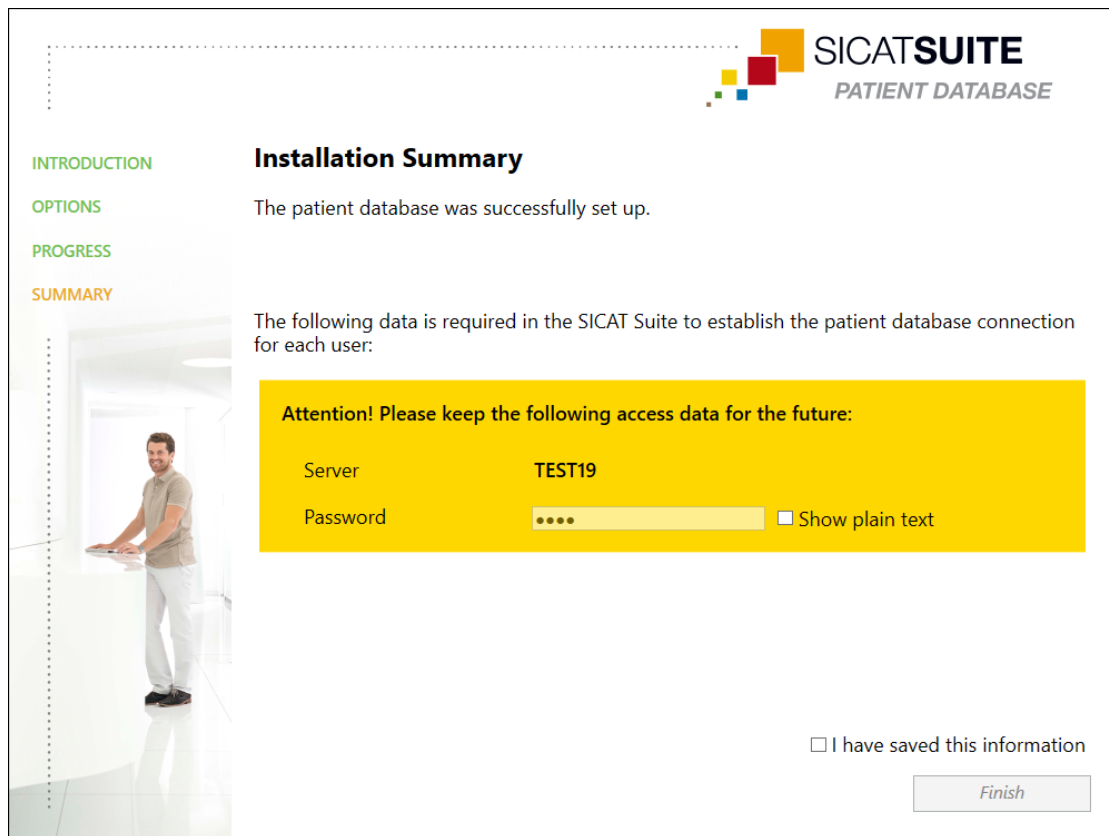 SICATSUITE
PATIENT DATABASE
INTRODUCTION
OPTIONS
PROGRESS
SUMMARY
Installation Summary
The patient database was successfully set up.
The following data is required in the SICAT Suite to establish the patient database connection
for each user:
Attention! Please keep the following access data for the future:
Server TEST19
Password •••• Show plain text
I have saved this information
Finish